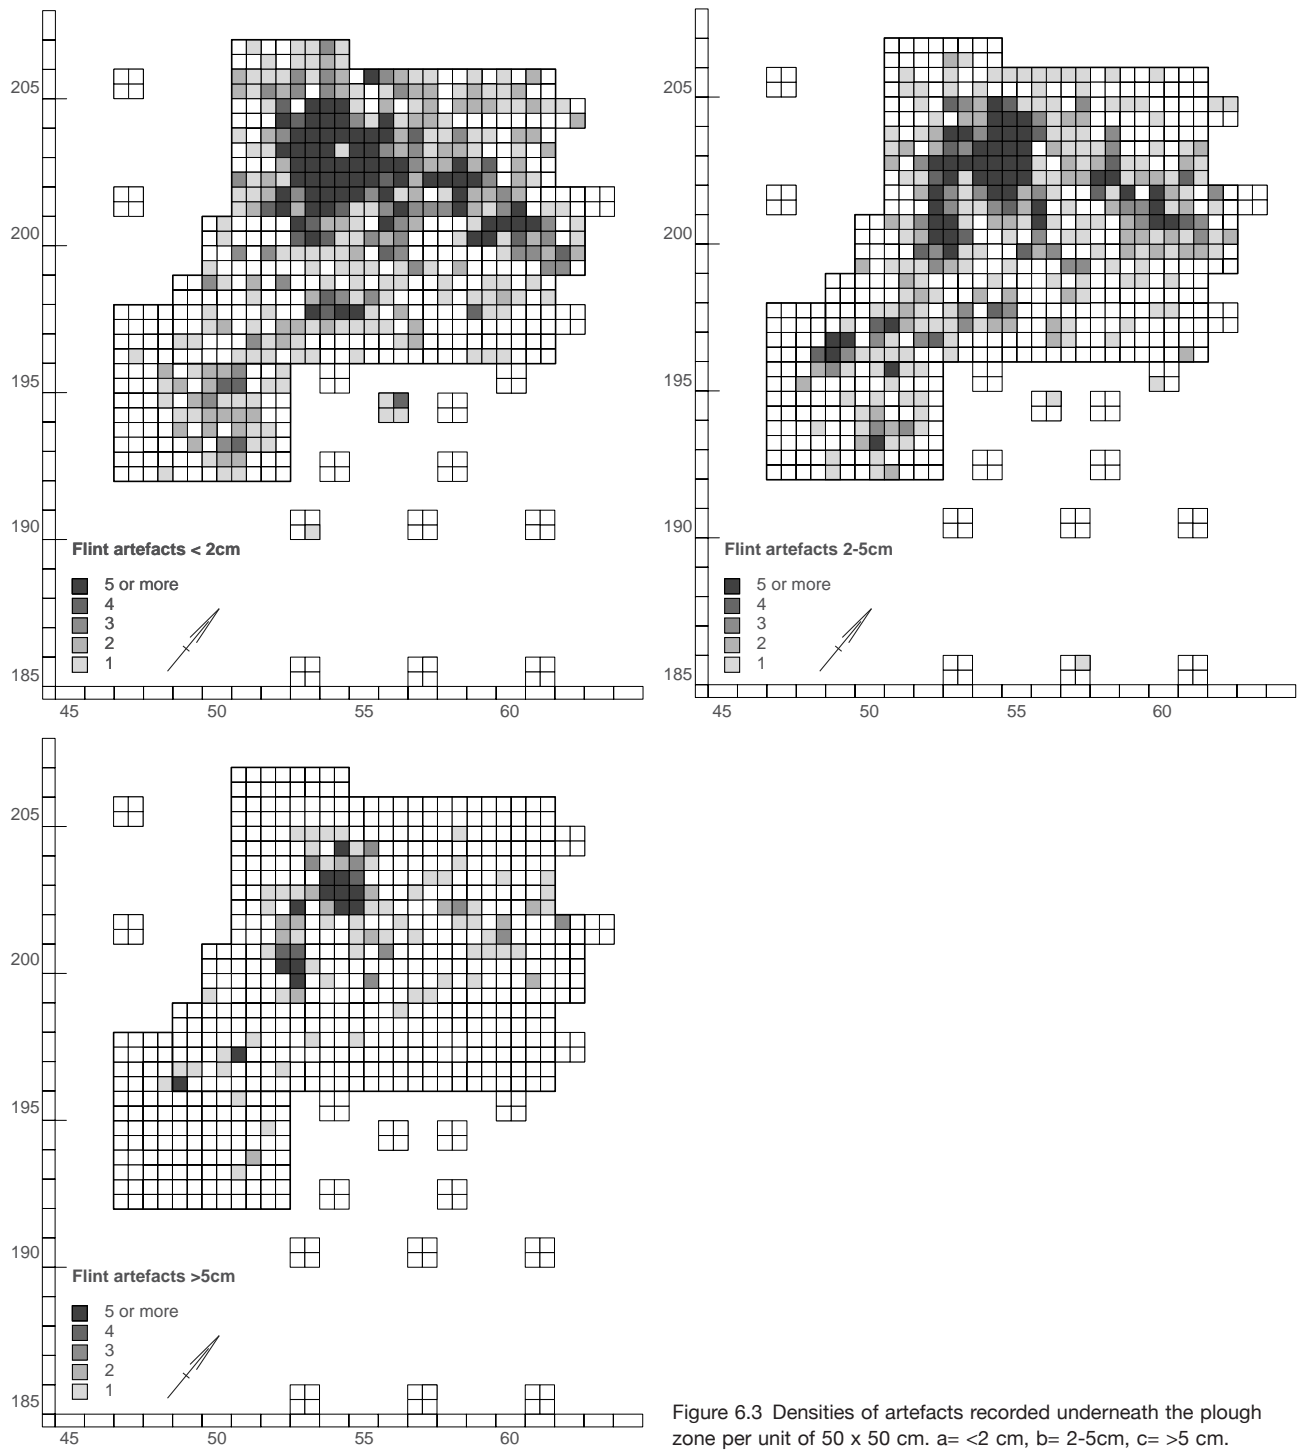 205
200
195
190
185
45 50 55 60
Flint artefacts < 2cm
5 or more
4
3
2
1
205
200
195
190
185
45 50 55 60
Flint artefacts 2-5cm
5 or more
4
3
2
1
205
200
195
190
185
45 50 55 60
Flint artefacts >5cm
5 or more
4
3
2
1
Figure 6.3 Densities of artefacts recorded underneath the plough
zone per unit of 50 x 50 cm. a= <2 cm, b= 2-5cm, c= >5 cm.